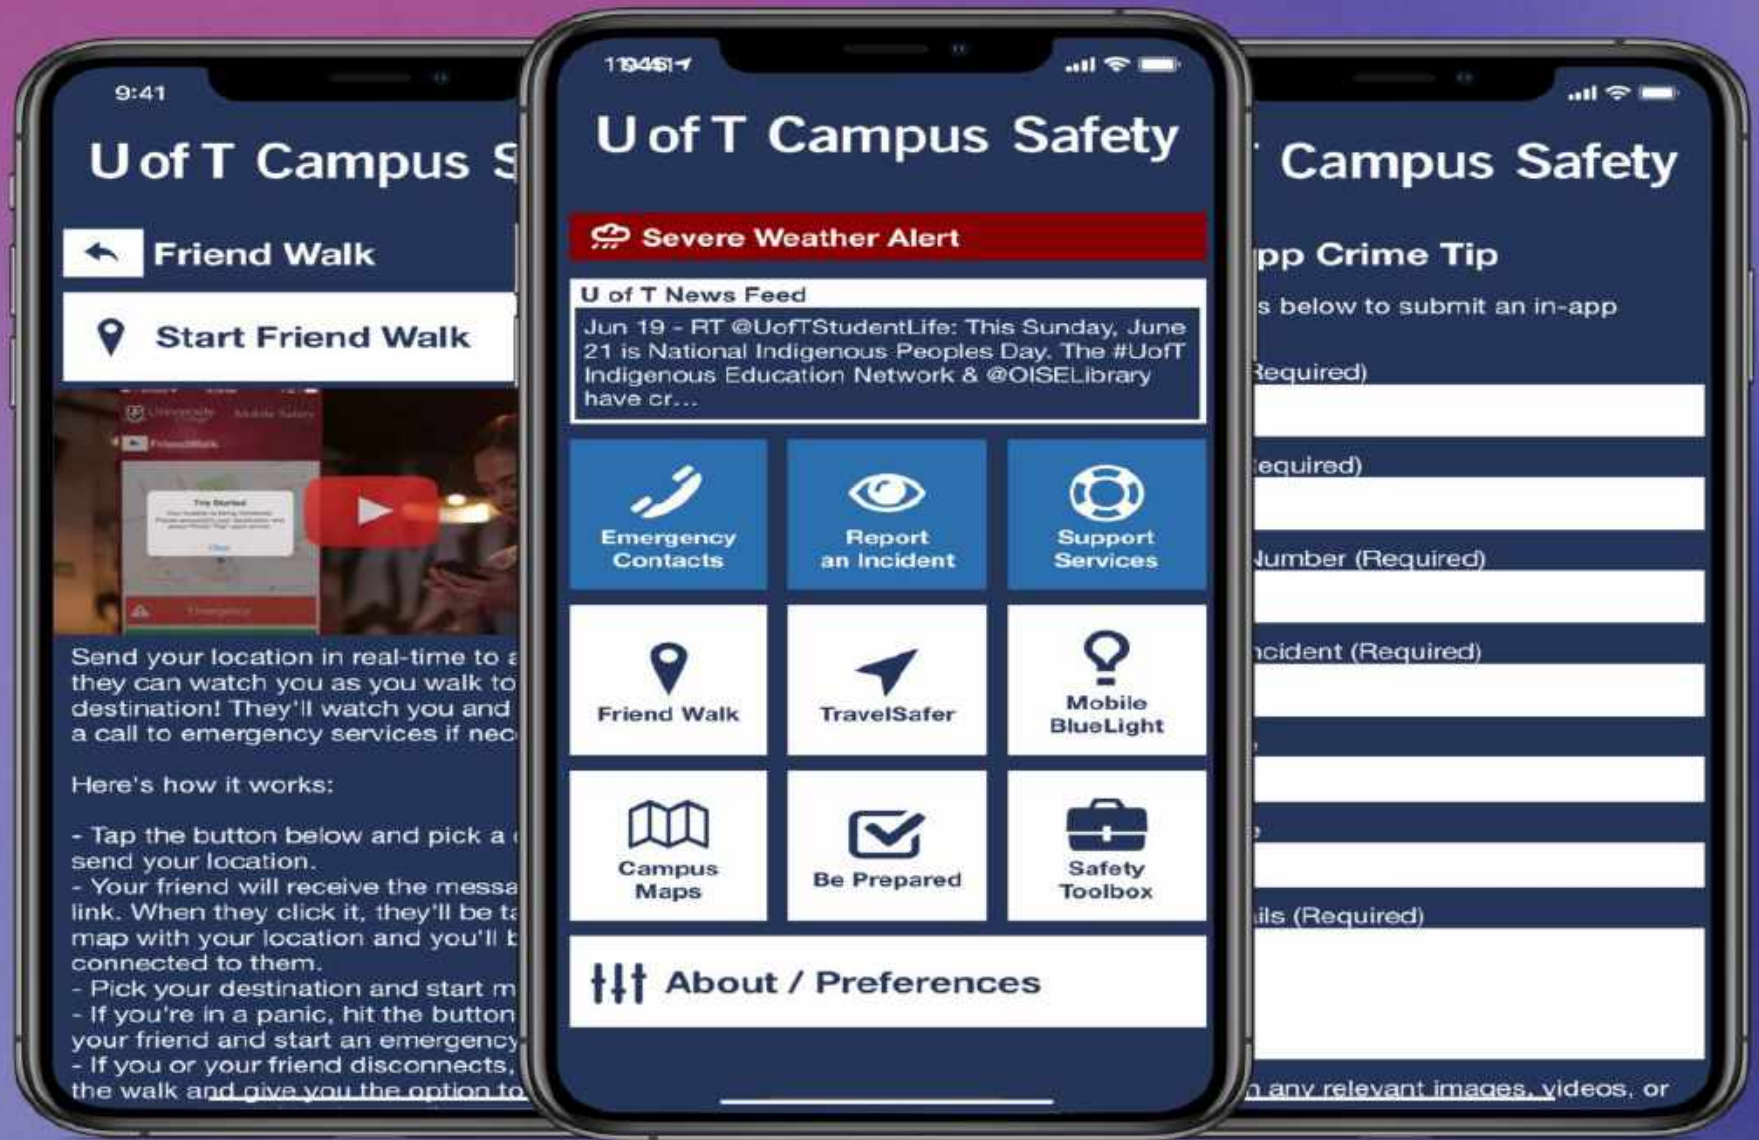 9:41
U of T Campus S
Friend Walk
Start Friend Walk
University Mobile Safety
FriendWalk
Trip Started
Emergency
Send your location in real-time to a
they can watch you as you walk to
destination! They'll watch you and
a call to emergency services if nec
Here's how it works:
- Tap the button below and pick a
send your location.
- Your friend will receive the messa
link. When they click it, they'll be ta
map with your location and you'll b
connected to them.
- Pick your destination and start m
- If you're in a panic, hit the button
your friend and start an emergency
- If you or your friend disconnects,
the walk and give you the option to
U of T Campus Safety
Severe Weather Alert
U of T News Feed
Jun 19 - RT @UofTStudentLife: This Sunday, June
21 is National Indigenous Peoples Day. The #UofT
Indigenous Education Network & @OISELibrary
have cr...
Emergency
Contacts
Report
an Incident
Support
Services
Friend Walk
TravelSafer
Mobile
BlueLight
Campus
Maps
Be Prepared
Safety
Toolbox
About / Preferences
T Campus Safety
pp Crime Tip
s below to submit an in-app
Required)
equired)
Number (Required)
ncident (Required)
ils (Required)
n any relevant images, videos, or